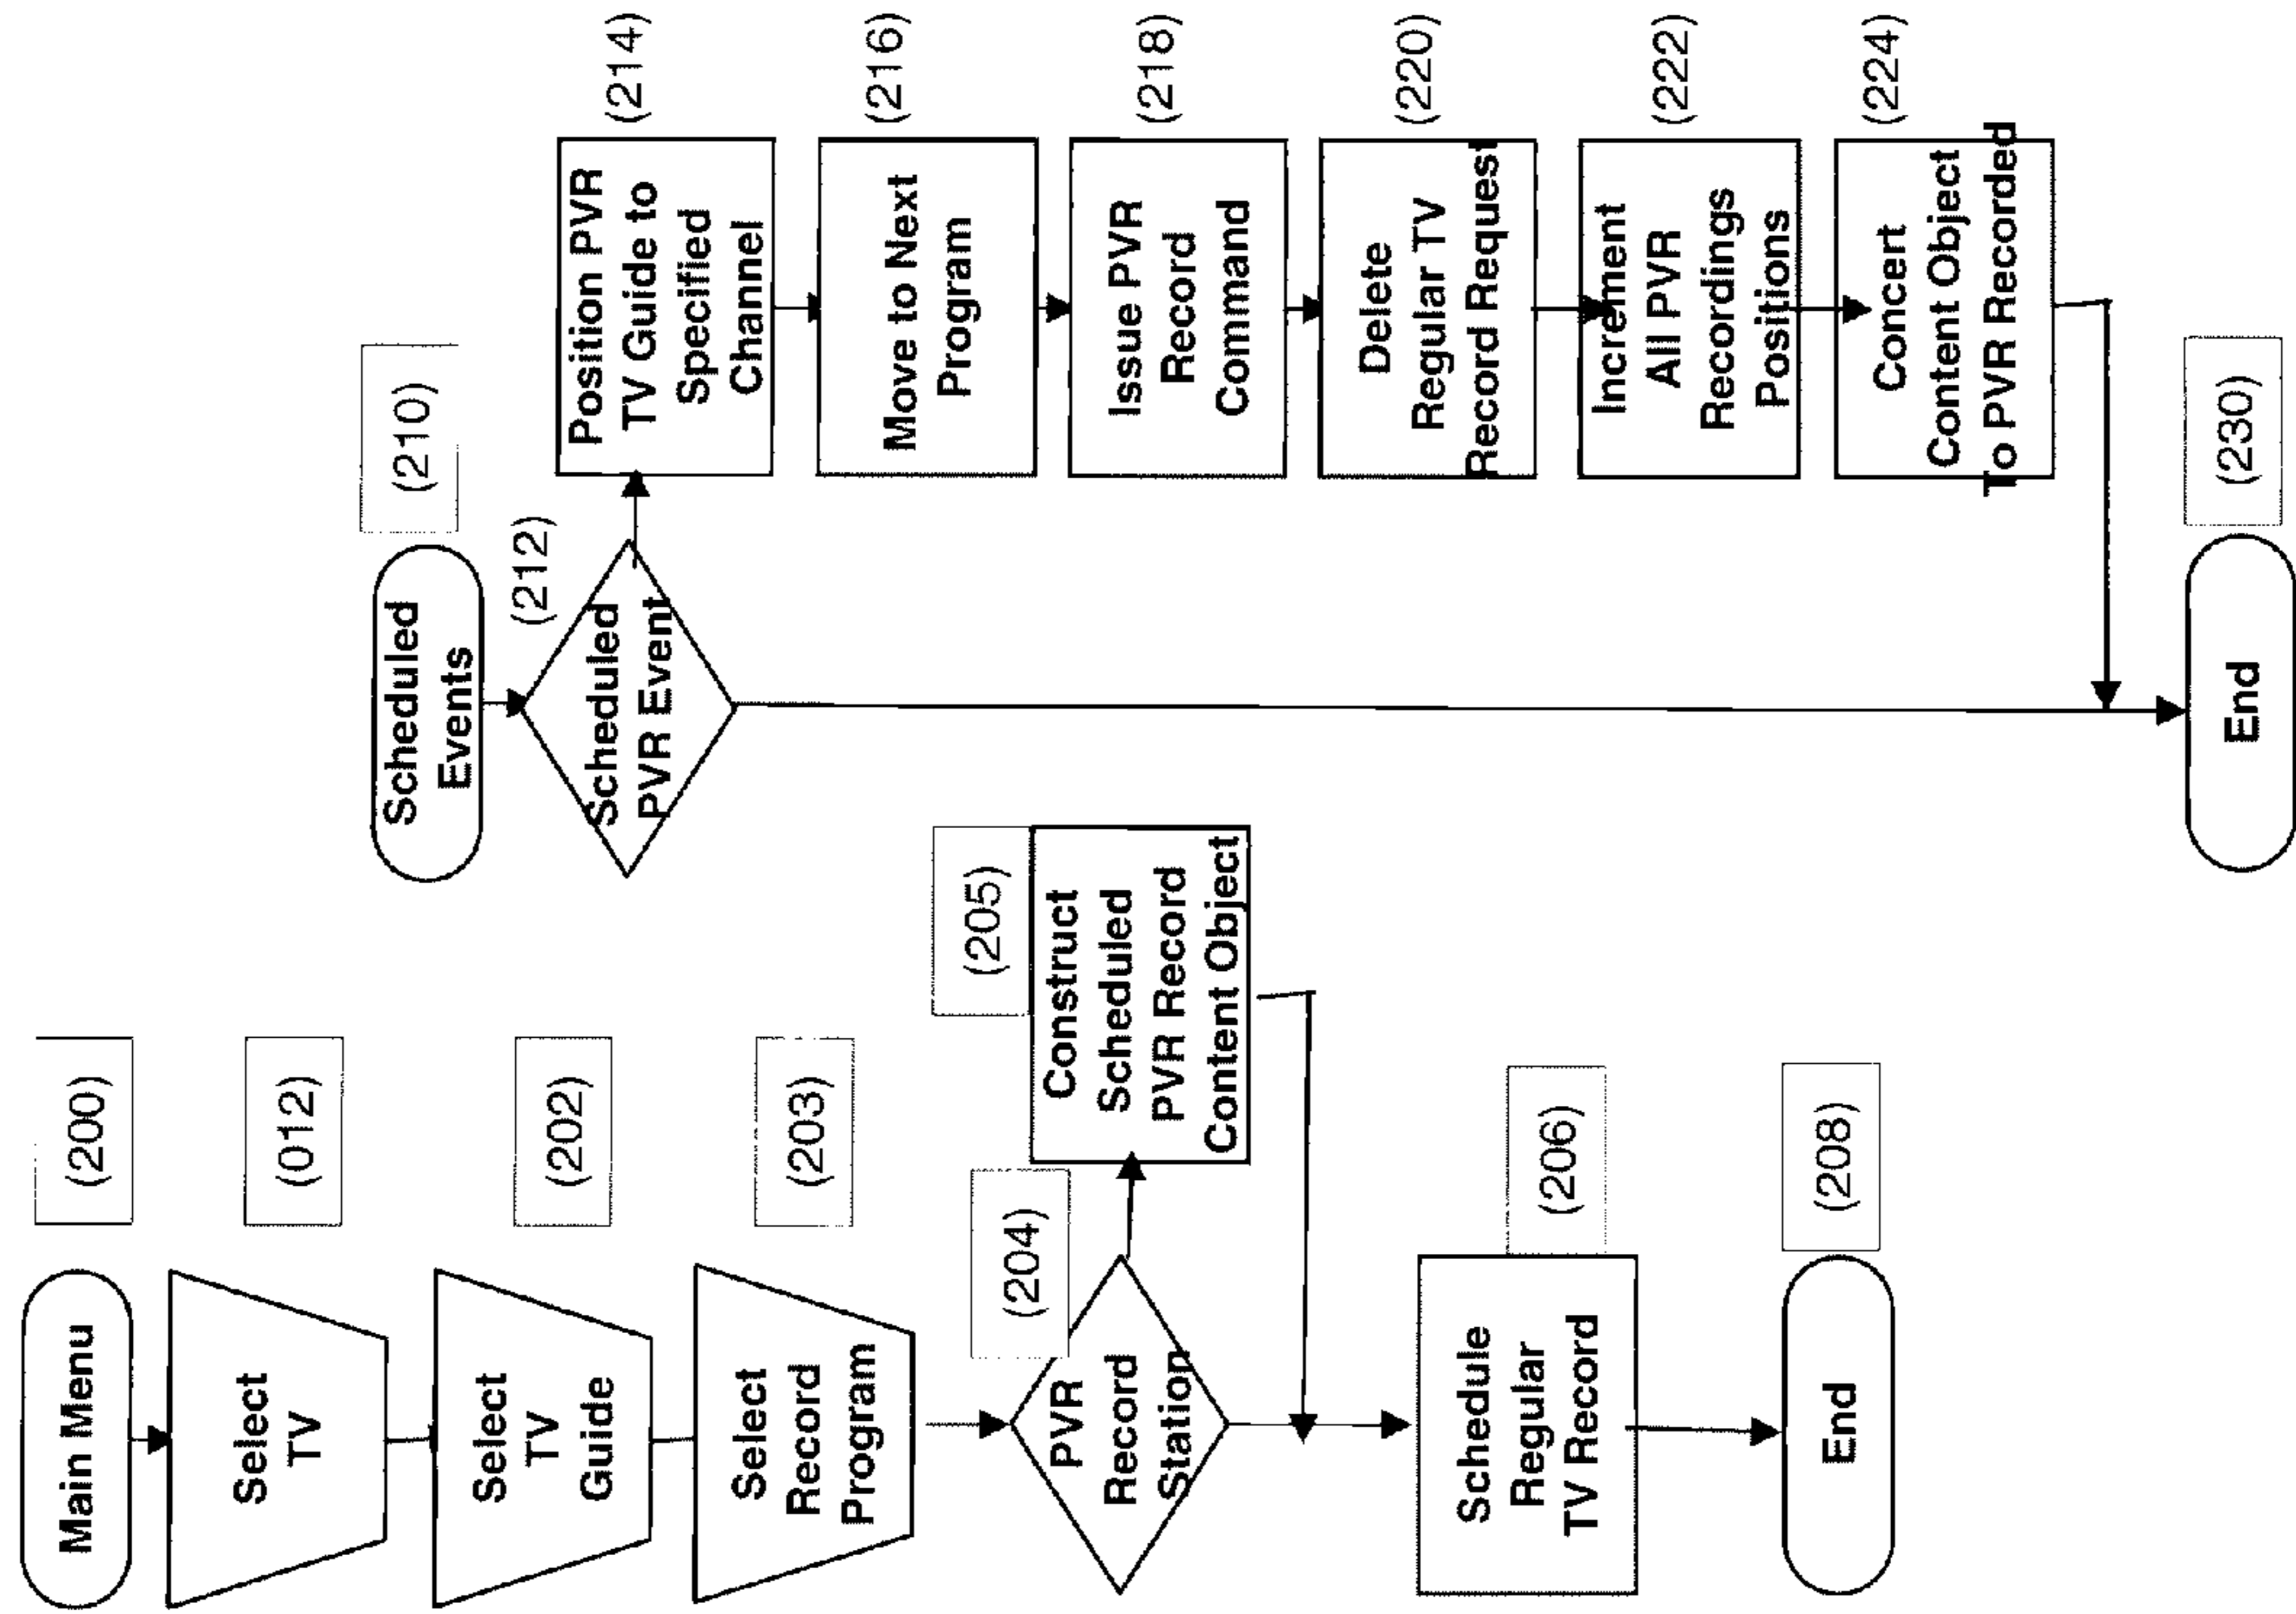 Main Menu
(200)
Select
TV
(012)
Select
TV
Guide
(202)
Select
Record
Program
(203)
PVR
Record
Station
(204)
Construct
Scheduled
PVR Record
Content Object
(205)
Schedule
Regular
TV Record
(206)
End
(208)
Scheduled
Events
(210)
Scheduled
PVR Event
(212)
Position PVR
TV Guide to
Specified
Channel
(214)
Move to Next
Program
(216)
Issue PVR
Record
Command
(218)
Delete
Regular TV
Record Request
(220)
Increment
All PVR
Recordings
Positions
(222)
Concert
Content Object
To PVR Recorded
(224)
End
(230)